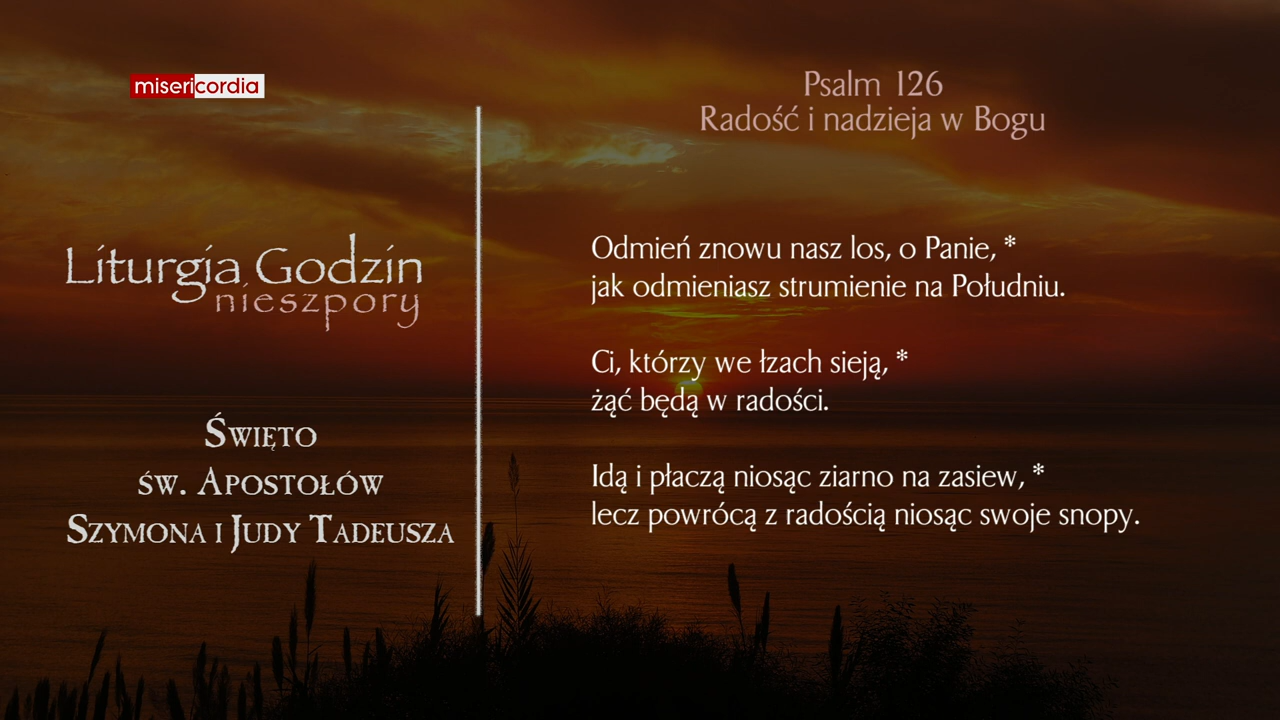 misericordia
Psalm 126
Radość i nadzieja w Bogu
Liturgia Godzin
nieszpory
Święto
św. Apostołów
Szymona i Judy Tadeusza
Odmień znowu nasz los, o Panie, *
jak odmieniasz strumienie na Południu.
Ci, którzy we łzach sieją, *
żąć będą w radości.
Idą i płaczą niosąc ziarno na zasiew, *
lecz powrócą z radością niosąc swoje snopy.